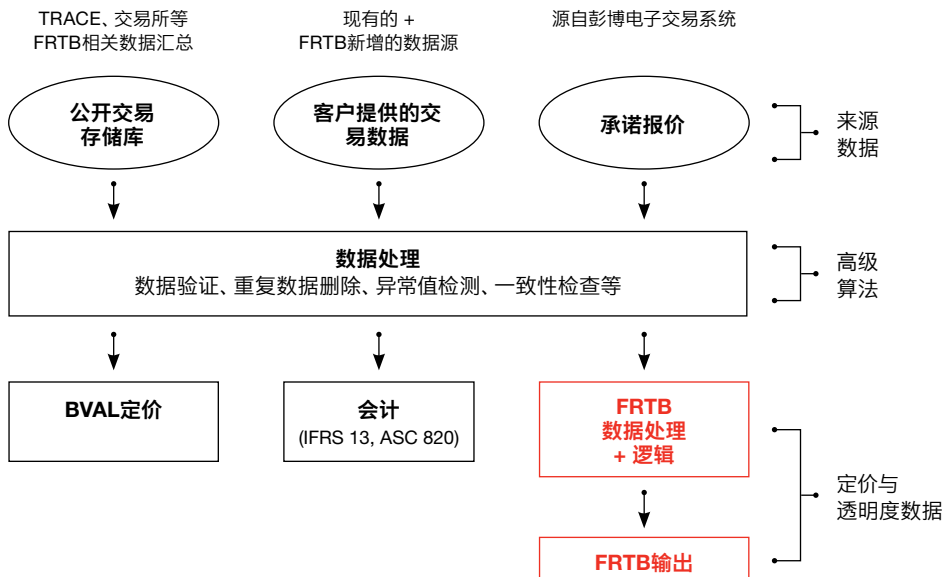 TRACE、交易所等
FRTB相关数据汇总
现有的 +
FRTB新增的数据源
源自彭博电子交易系统
公开交易
存储库
客户提供的交
易数据
承诺报价
来源
数据
数据处理
数据验证、重复数据删除、异常值检测、一致性检查等
高级
算法
BVAL定价
会计
(IFRS 13, ASC 820)
FRTB
数据处理
+ 逻辑
定价与
透明度数据
FRTB输出